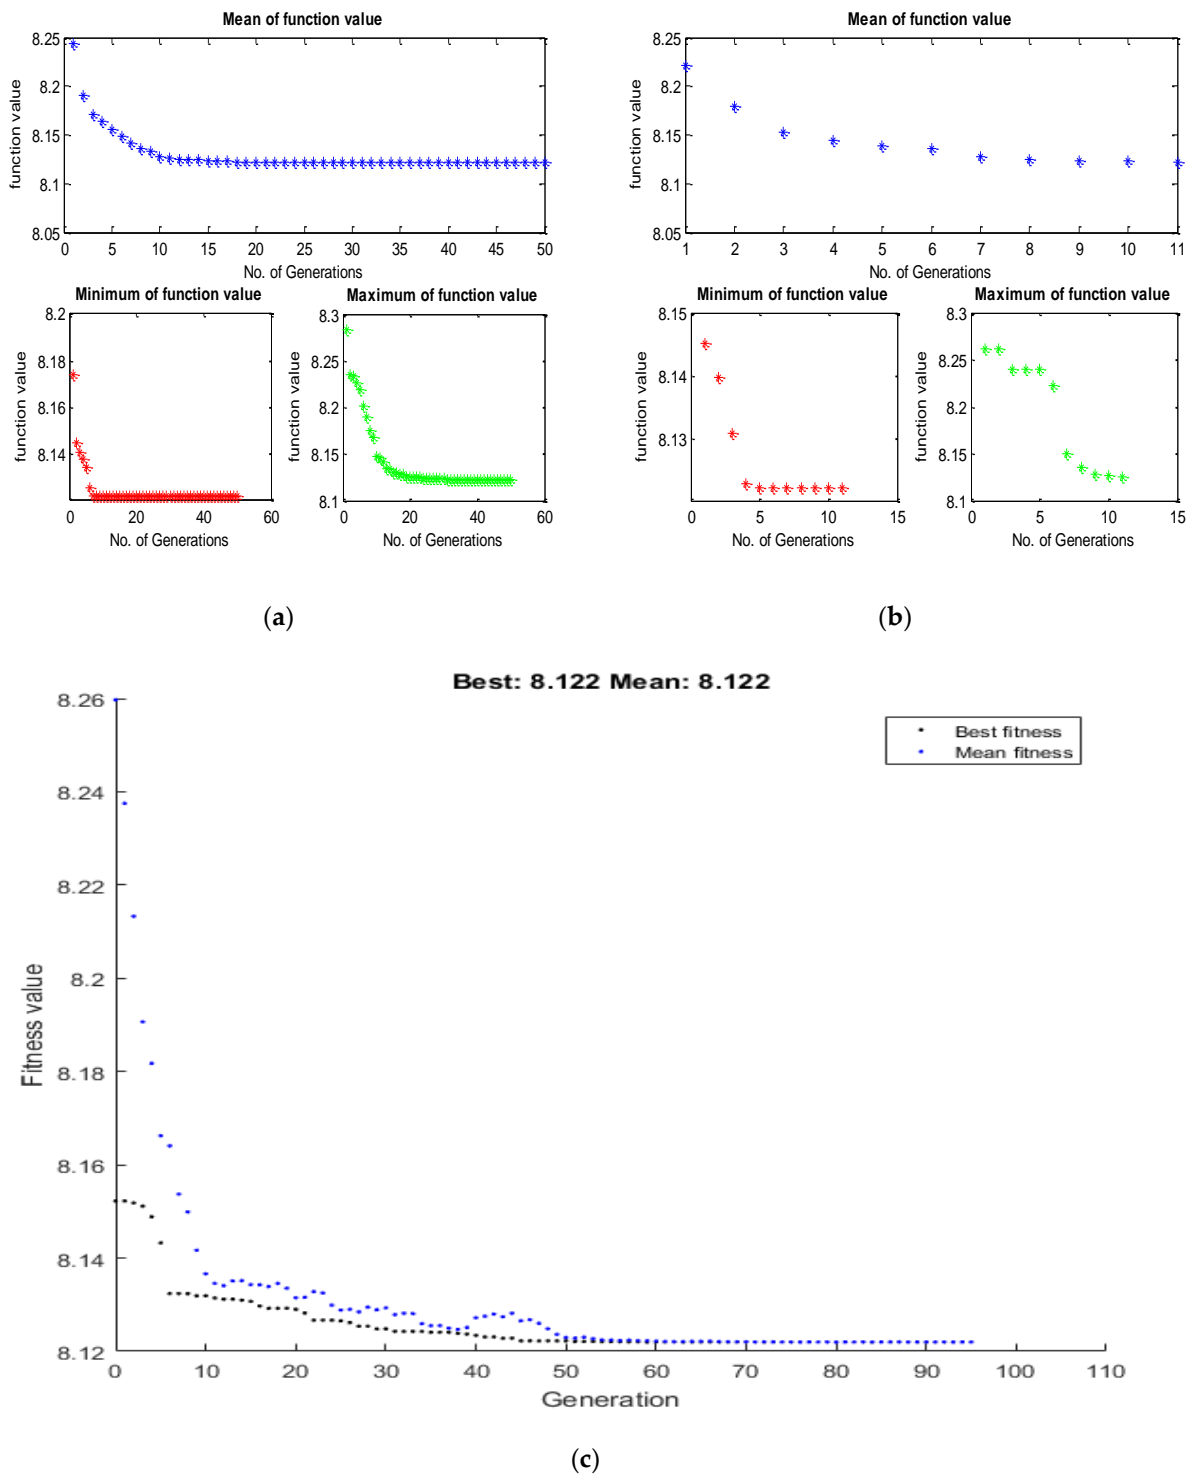 Mean of function value
8.25
8.2
8.15
8.1
8.05
function value
0 5 10 15 20 25 30 35 40 45 50
No. of Generations
Minimum of function value
8.2
8.18
8.16
8.14
function value
0 20 40 60
No. of Generations
Maximum of function value
8.3
8.25
8.2
8.15
8.1
function value
0 20 40 60
No. of Generations
(a)
Mean of function value
8.25
8.2
8.15
8.1
8.05
function value
1 2 3 4 5 6 7 8 9 10 11
No. of Generations
Minimum of function value
8.15
8.14
8.13
function value
0 5 10 15
No. of Generations
Maximum of function value
8.3
8.25
8.2
8.15
8.1
function value
0 5 10 15
No. of Generations
(b)
Best: 8.122 Mean: 8.122
Best fitness
Mean fitness
8.26
8.24
8.22
8.2
8.18
8.16
8.14
8.12
Fitness value
0 10 20 30 40 50 60 70 80 90 100 110
Generation
(c)